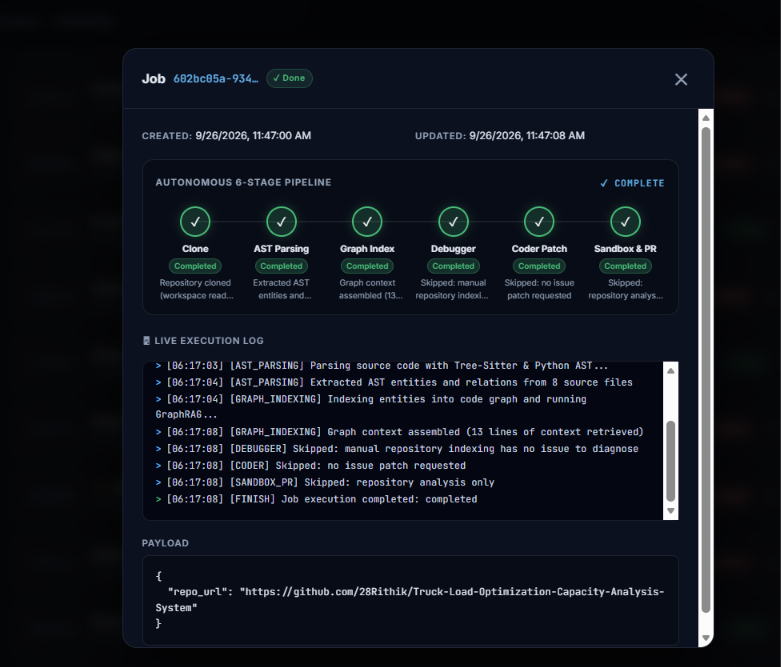 Job 602bc05a-934… ✓ Done
CREATED: 9/26/2026, 11:47:00 AM
UPDATED: 9/26/2026, 11:47:08 AM
AUTONOMOUS 6-STAGE PIPELINE
✓ COMPLETE
Clone
Completed
Repository cloned
(workspace read...
AST Parsing
Completed
Extracted AST
entities and...
Graph Index
Completed
Graph context
assembled (13...
Debugger
Completed
Skipped: manual
repository indexi...
Coder Patch
Completed
Skipped: no issue
patch requested
Sandbox & PR
Completed
Skipped:
repository analys...
LIVE EXECUTION LOG
> [06:17:03] [AST_PARSING] Parsing source code with Tree-Sitter & Python AST...
> [06:17:04] [AST_PARSING] Extracted AST entities and relations from 8 source files
> [06:17:04] [GRAPH_INDEXING] Indexing entities into code graph and running
GraphRAG...
> [06:17:08] [GRAPH_INDEXING] Graph context assembled (13 lines of context retrieved)
> [06:17:08] [DEBUGGER] Skipped: manual repository indexing has no issue to diagnose
> [06:17:08] [CODER] Skipped: no issue patch requested
> [06:17:08] [SANDBOX_PR] Skipped: repository analysis only
> [06:17:08] [FINISH] Job execution completed: completed
PAYLOAD
{
"repo_url": "https://github.com/28Rithik/Truck-Load-Optimization-Capacity-Analysis-
System"
}